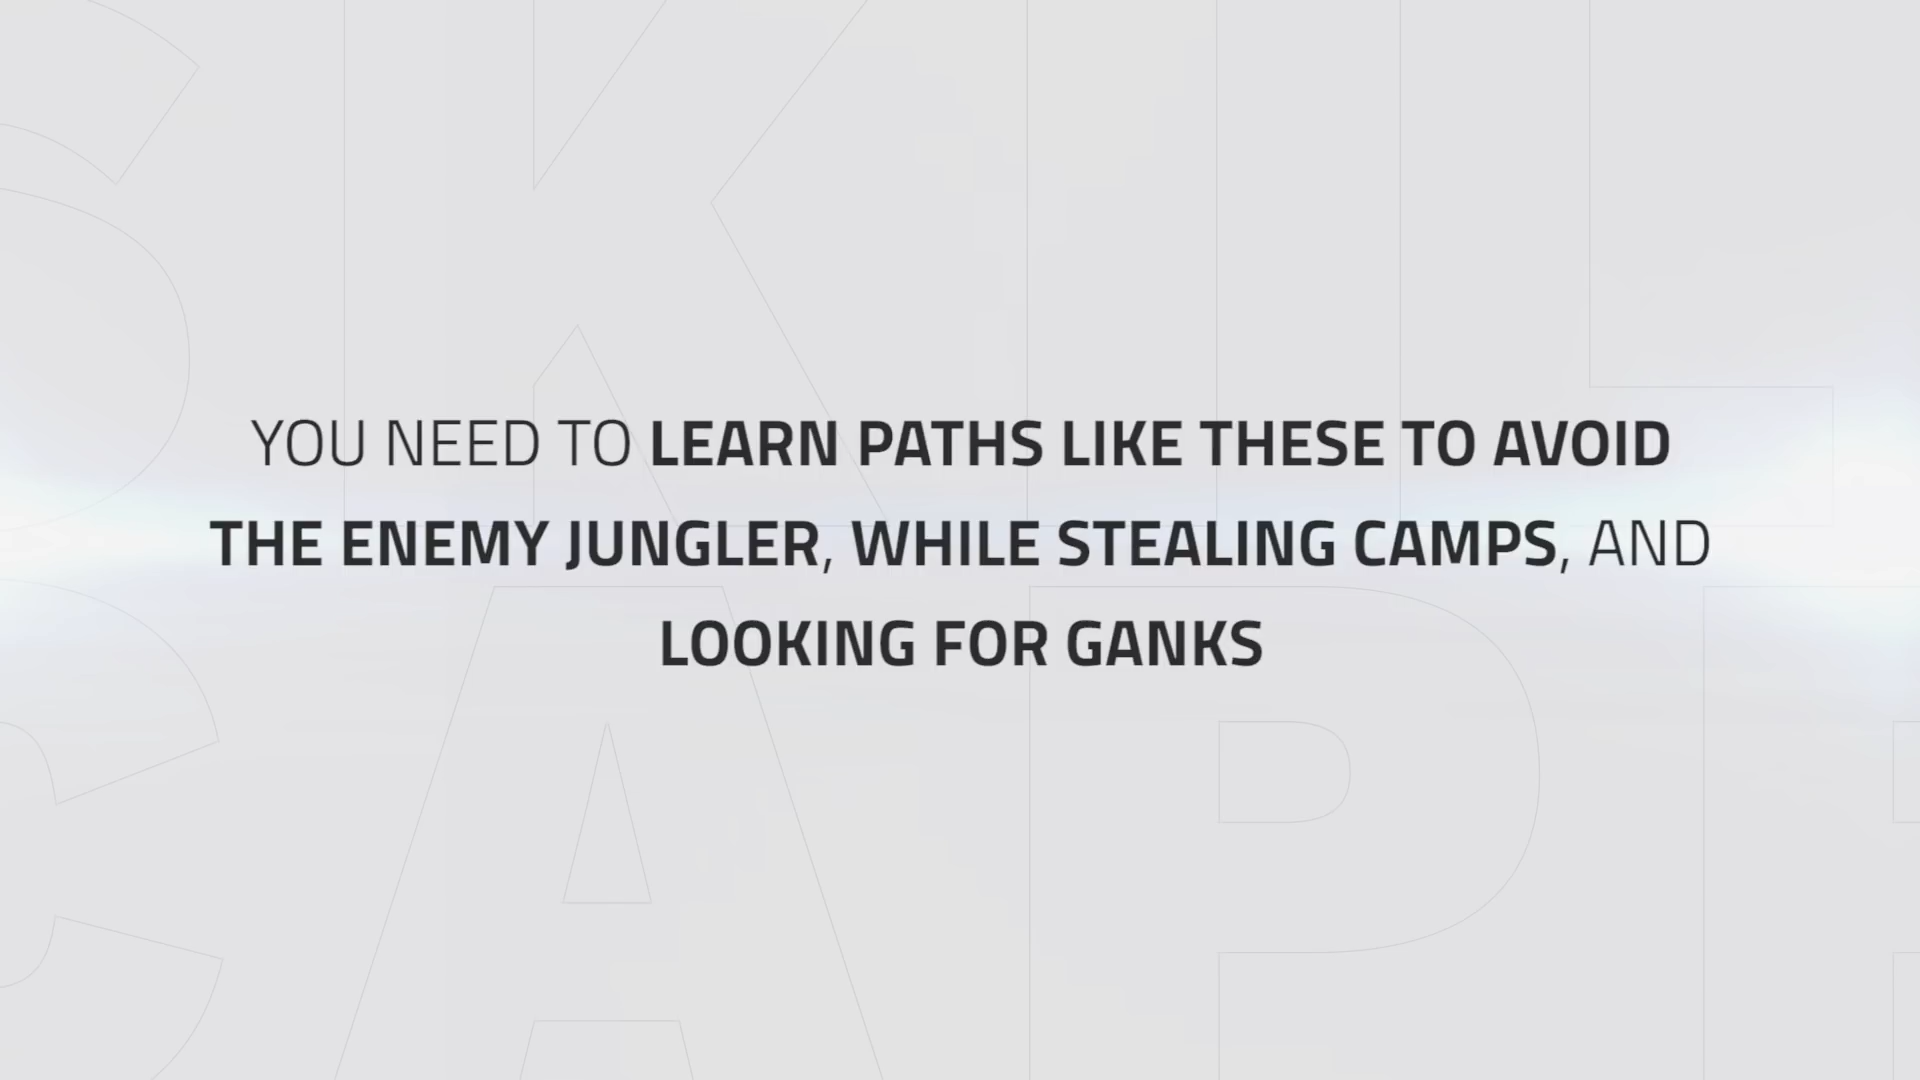 YOU NEED TO LEARN PATHS LIKE THESE TO AVOID
THE ENEMY JUNGLER, WHILE STEALING CAMPS, AND
LOOKING FOR GANKS